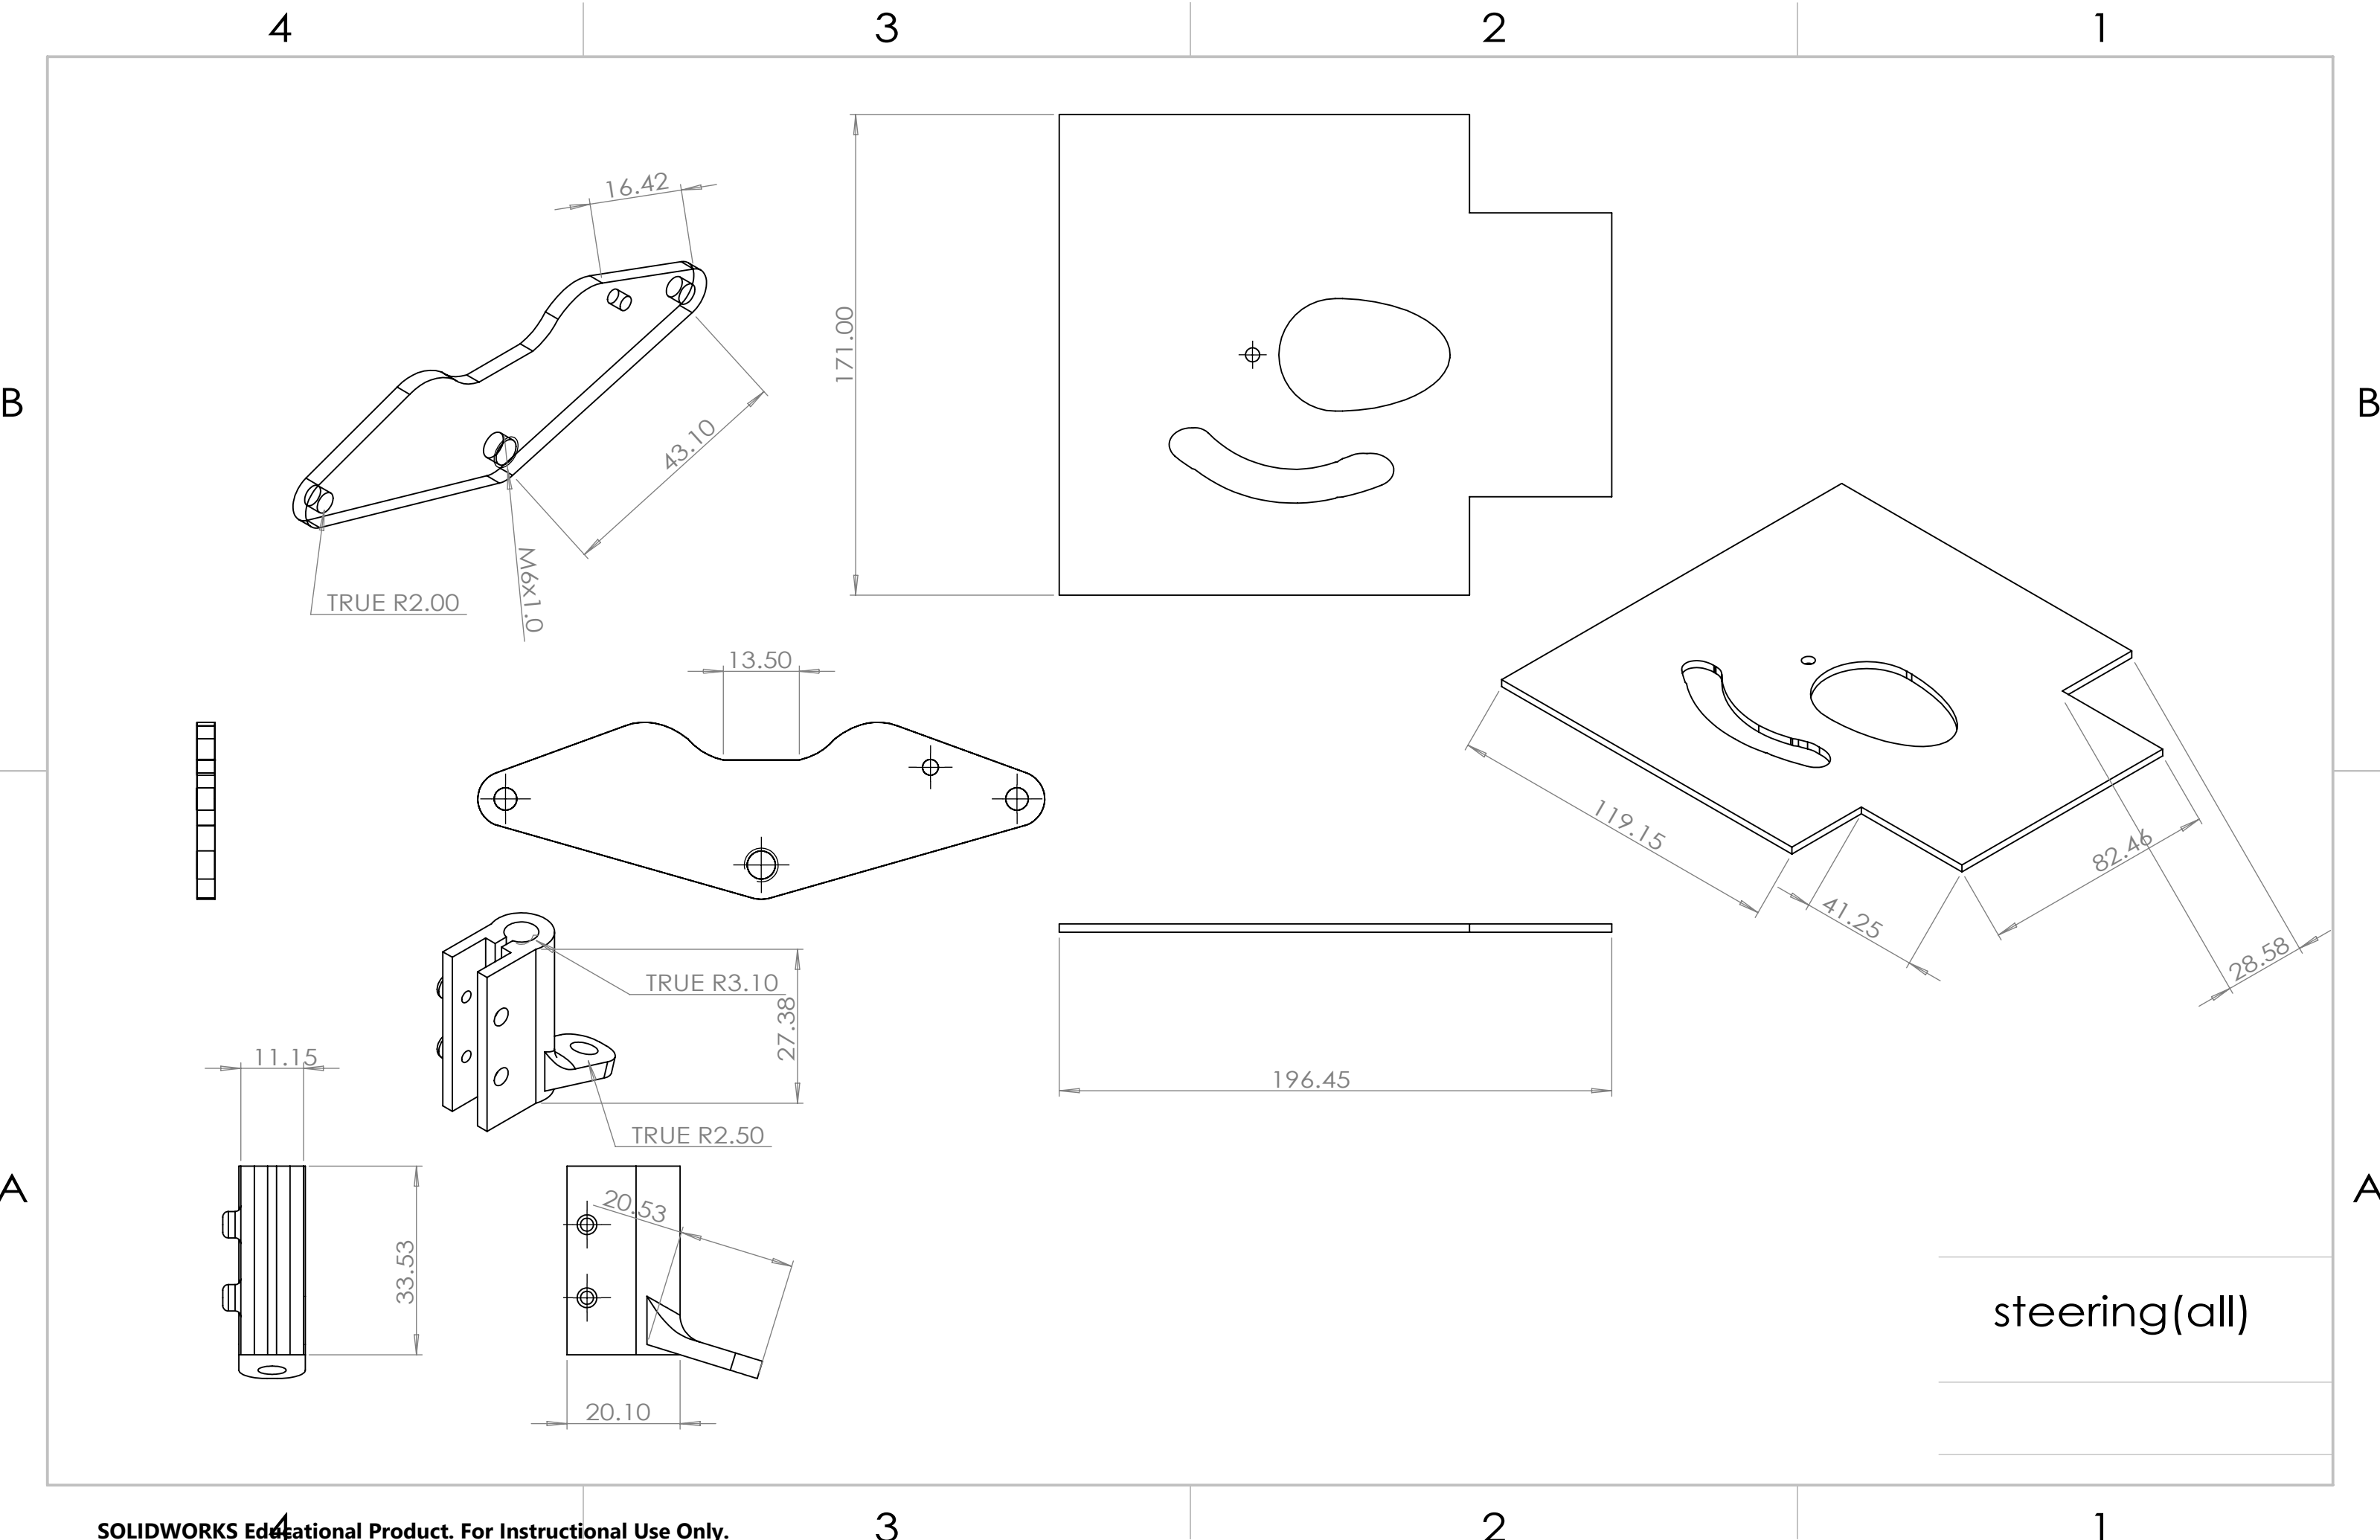 4 3 2 1
16.42
171.00
B B
43.10
M6x1.0
TRUE R2.00
13.50
119.15
82.46
41.25
28.58
TRUE R3.10
27.38
11.15
196.45
TRUE R2.50
A A
20.53
33.53
steering(all)
20.10
4 3 2 1
SOLIDWORKS Educational Product. For Instructional Use Only.